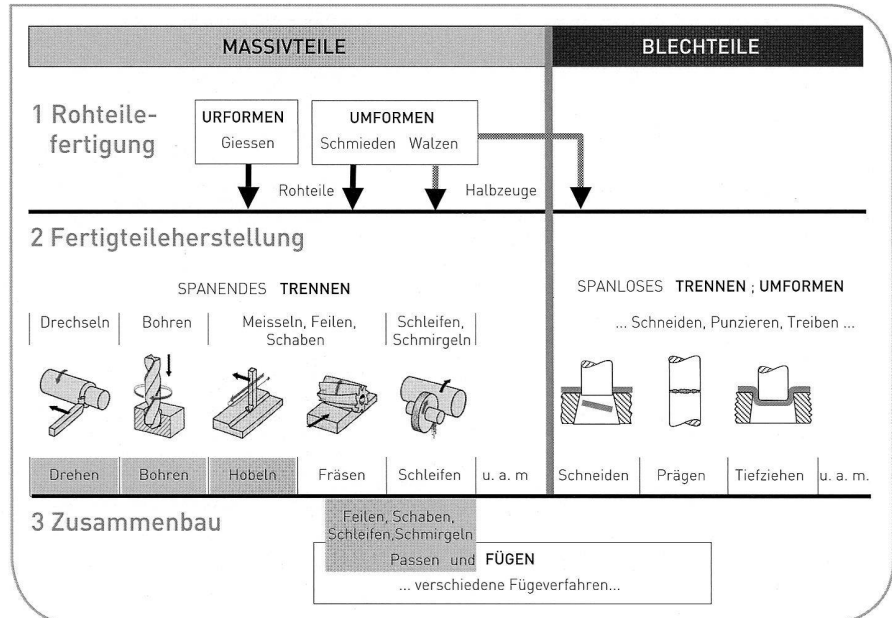 MASSIVTEILE
BLECHTEILE
1 Rohteile-
fertigung
URFORMEN
Giessen
UMFORMEN
Schmieden Walzen
Rohteile
Halbzeuge
2 Fertigteileherstellung
SPANENDES TRENNEN
SPANLOSES TRENNEN ; UMFORMEN
Drechseln
Bohren
Meisseln, Feilen,
Schaben
Schleifen,
Schmirgeln
... Schneiden, Punzieren, Treiben ...
Drehen
Bohren
Hobeln
Fräsen
Schleifen
u. a. m
Schneiden
Prägen
Tiefziehen
u. a. m.
3 Zusammenbau
Feilen, Schaben,
Schleifen,Schmirgeln
Passen und FÜGEN
... verschiedene Fügeverfahren...